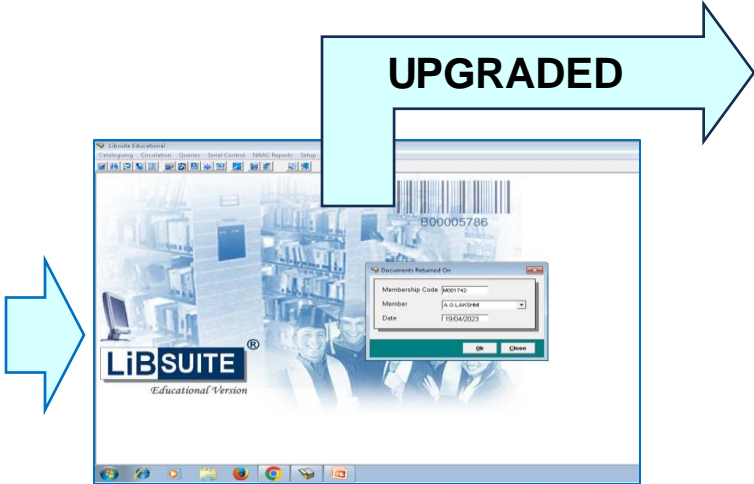 UPGRADED
Libsuite Educational
Cataloguing Circulation Queries Serial Control NAAC Reports Setup
B00005786
Documents Returned On
Membership Code M001742
Member A.G LAKSHMI
Date 19/04/2023
Ok Close
LiBSUITE ®
Educational Version